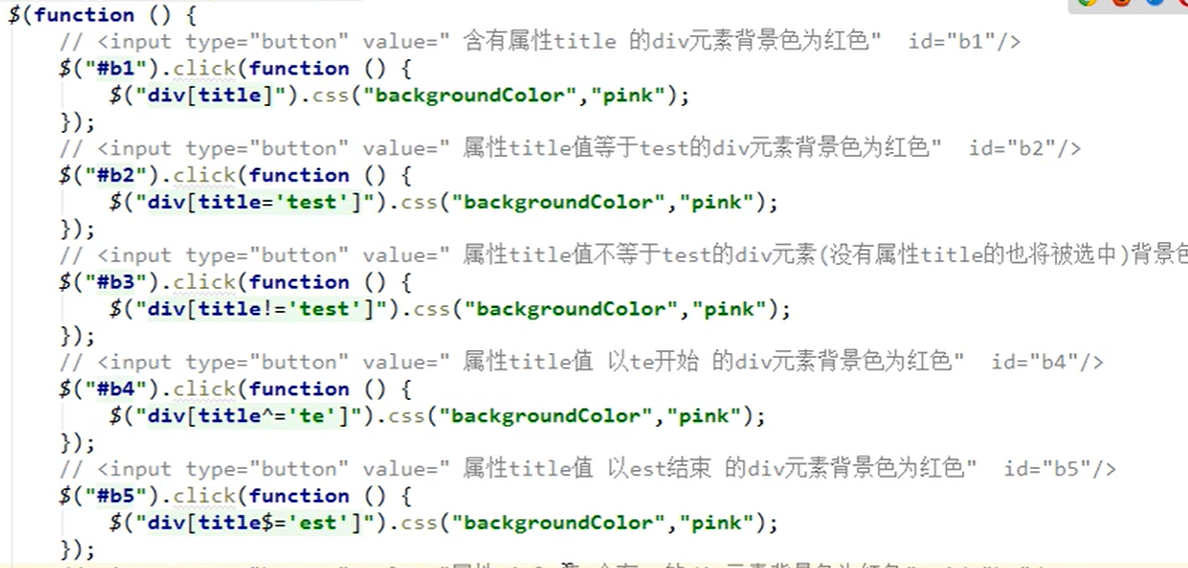 $(function () {
    // <input type="button" value=" 含有属性title 的div元素背景色为红色"  id="b1"/>
    $("#b1").click(function () {
        $("div[title]").css("backgroundColor","pink");
    });
    // <input type="button" value=" 属性title值等于test的div元素背景色为红色"  id="b2"/>
    $("#b2").click(function () {
        $("div[title='test']").css("backgroundColor","pink");
    });
    // <input type="button" value=" 属性title值不等于test的div元素(没有属性title的也将被选中)背景色
    $("#b3").click(function () {
        $("div[title!='test']").css("backgroundColor","pink");
    });
    // <input type="button" value=" 属性title值 以te开始 的div元素背景色为红色"  id="b4"/>
    $("#b4").click(function () {
        $("div[title^='te']").css("backgroundColor","pink");
    });
    // <input type="button" value=" 属性title值 以est结束 的div元素背景色为红色"  id="b5"/>
    $("#b5").click(function () {
        $("div[title$='est']").css("backgroundColor","pink");
    });